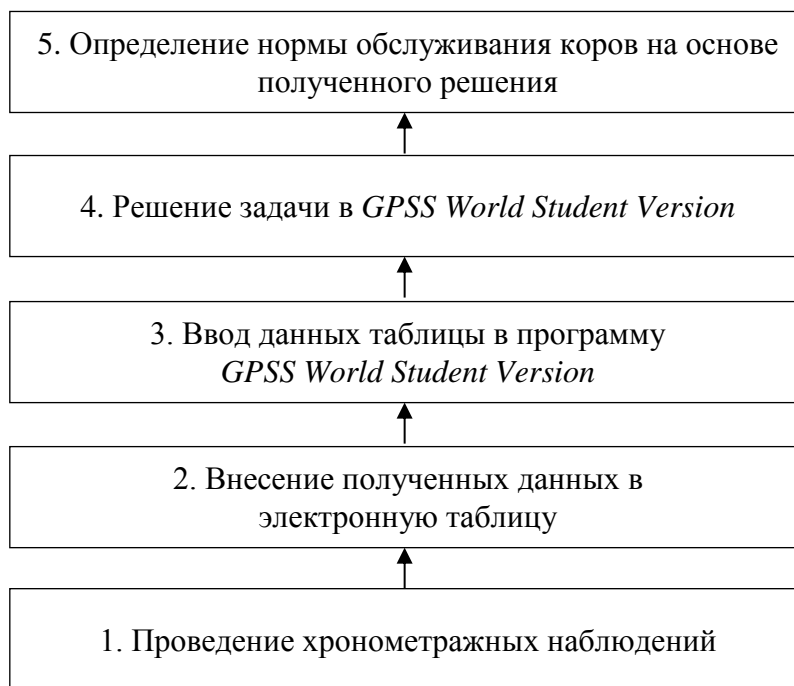 5. Определение нормы обслуживания коров на основе
полученного решения
4. Решение задачи в GPSS World Student Version
3. Ввод данных таблицы в программу
GPSS World Student Version
2. Внесение полученных данных в
электронную таблицу
1. Проведение хронометражных наблюдений